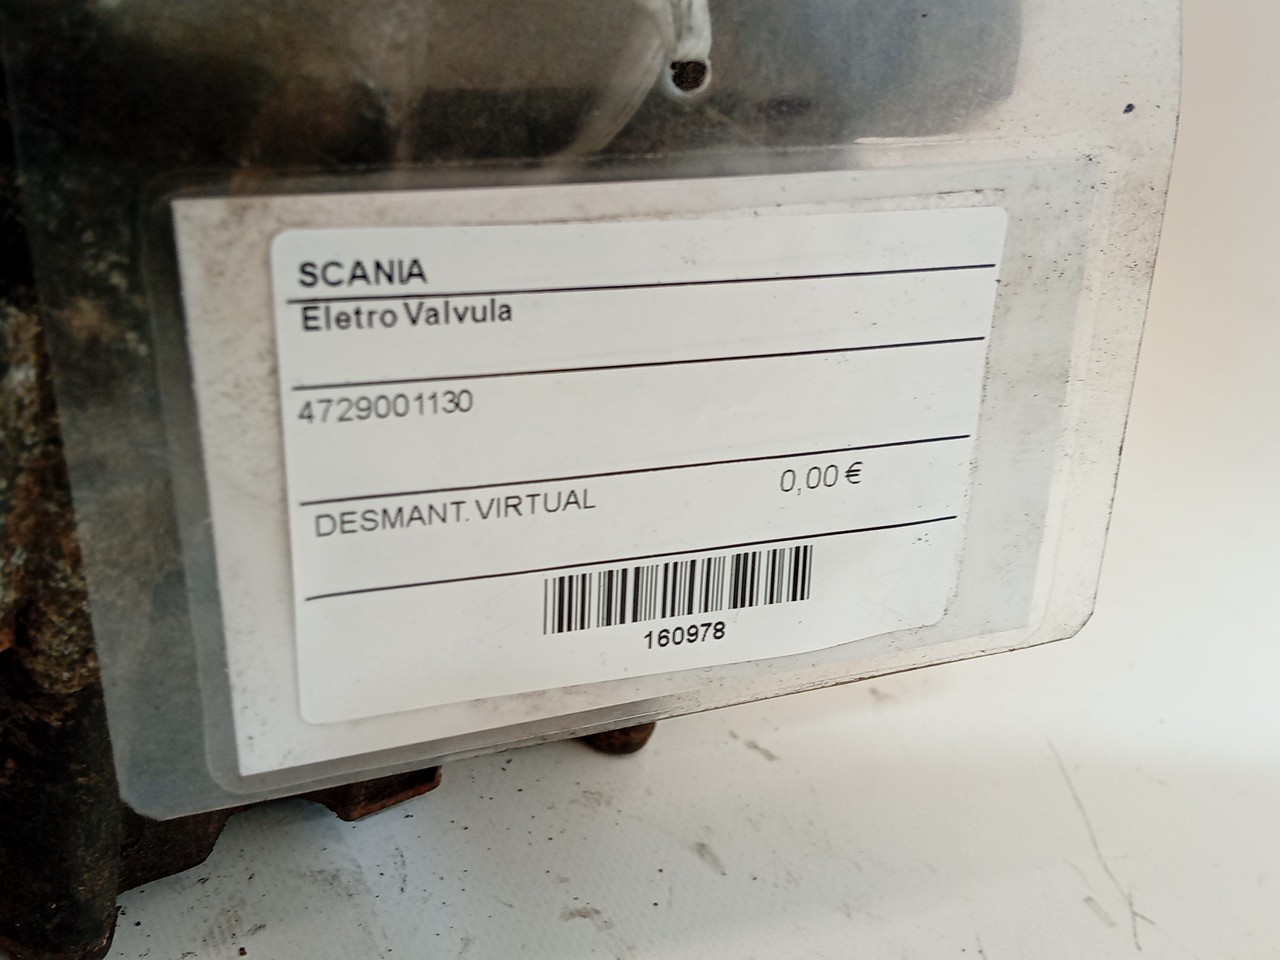 SCANIA
Eletro Valvula
4729001130
DESMANT. VIRTUAL 0,00 €
160978